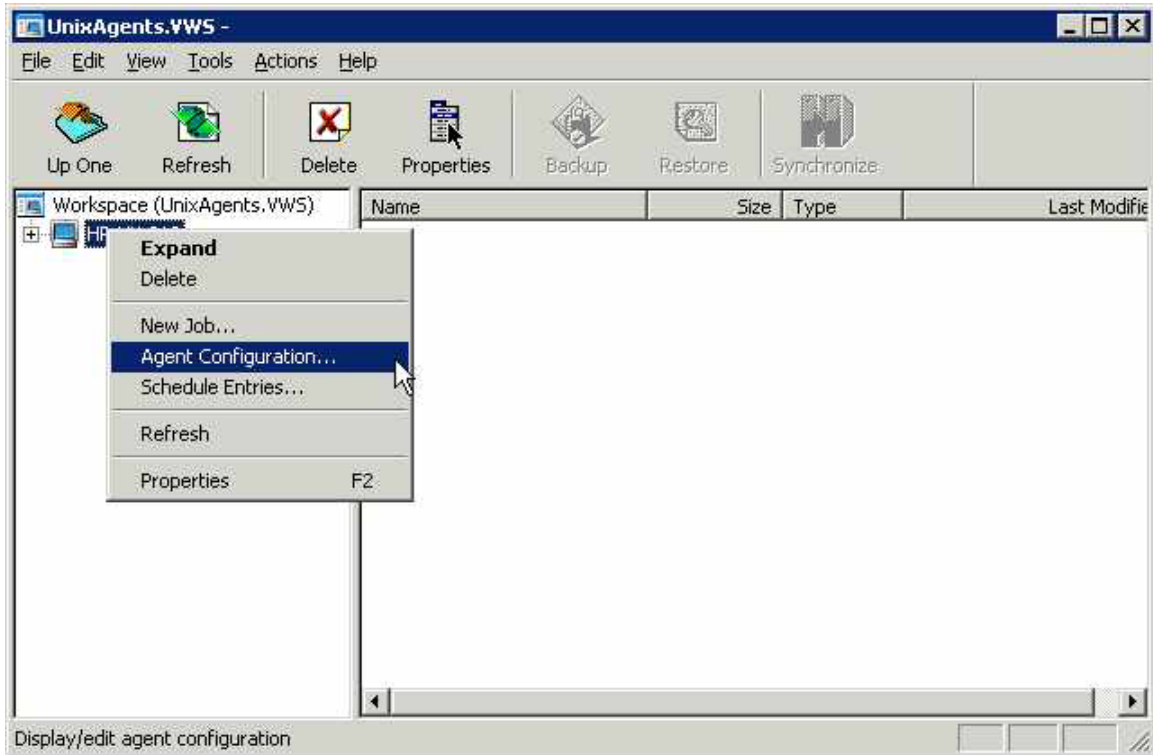 UnixAgents.VWS -
File Edit View Tools Actions Help
Up One Refresh Delete Properties Backup Restore Synchronize
Workspace (UnixAgents.VWS) Name Size Type Last Modifie
Expand
Delete
New Job...
Agent Configuration...
Schedule Entries...
Refresh
Properties F2
Display/edit agent configuration